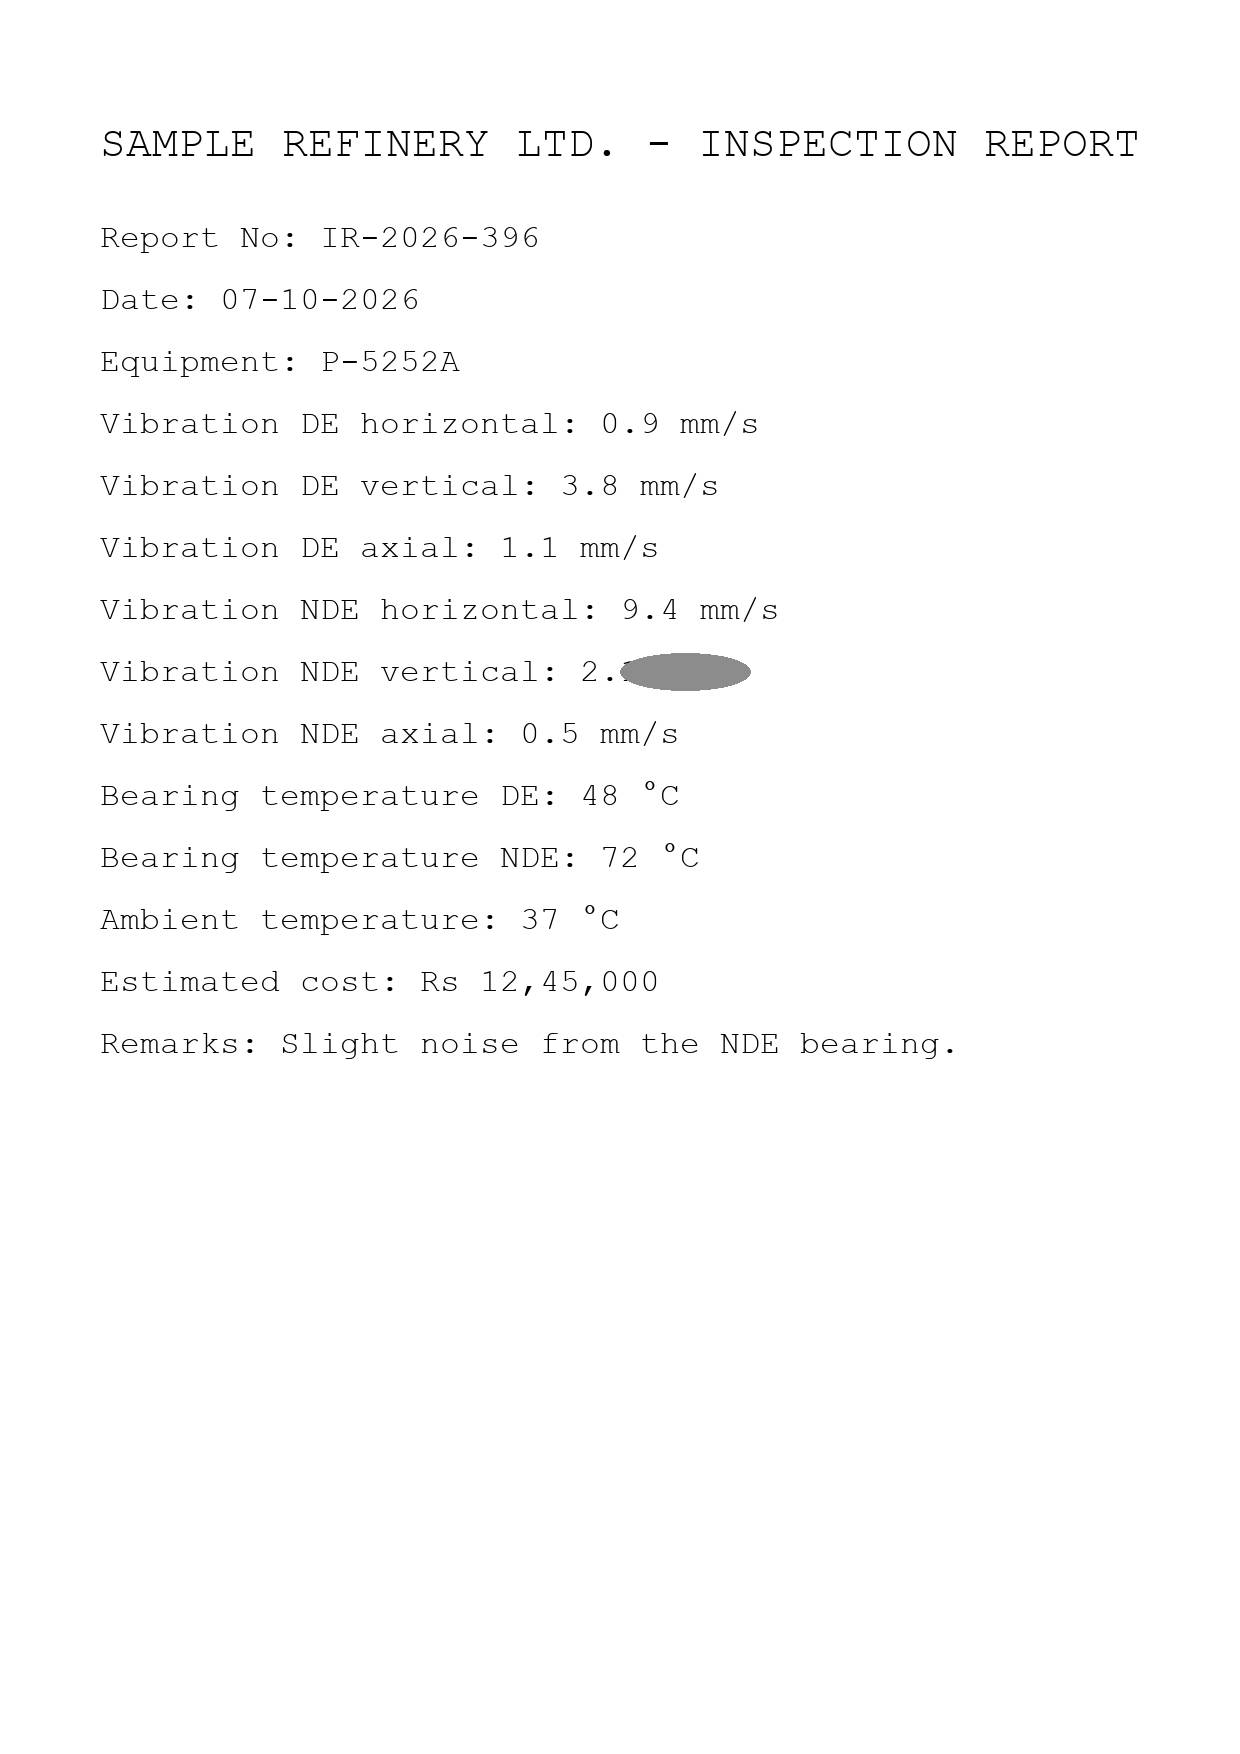 SAMPLE REFINERY LTD. - INSPECTION REPORT
Report No: IR-2026-396
Date: 07-10-2026
Equipment: P-5252A
Vibration DE horizontal: 0.9 mm/s
Vibration DE vertical: 3.8 mm/s
Vibration DE axial: 1.1 mm/s
Vibration NDE horizontal: 9.4 mm/s
Vibration NDE vertical:
Vibration NDE axial: 0.5 mm/s
Bearing temperature DE: 48 °C
Bearing temperature NDE: 72 °C
Ambient temperature: 37 °C
Estimated cost: Rs 12,45,000
Remarks: Slight noise from the NDE bearing.